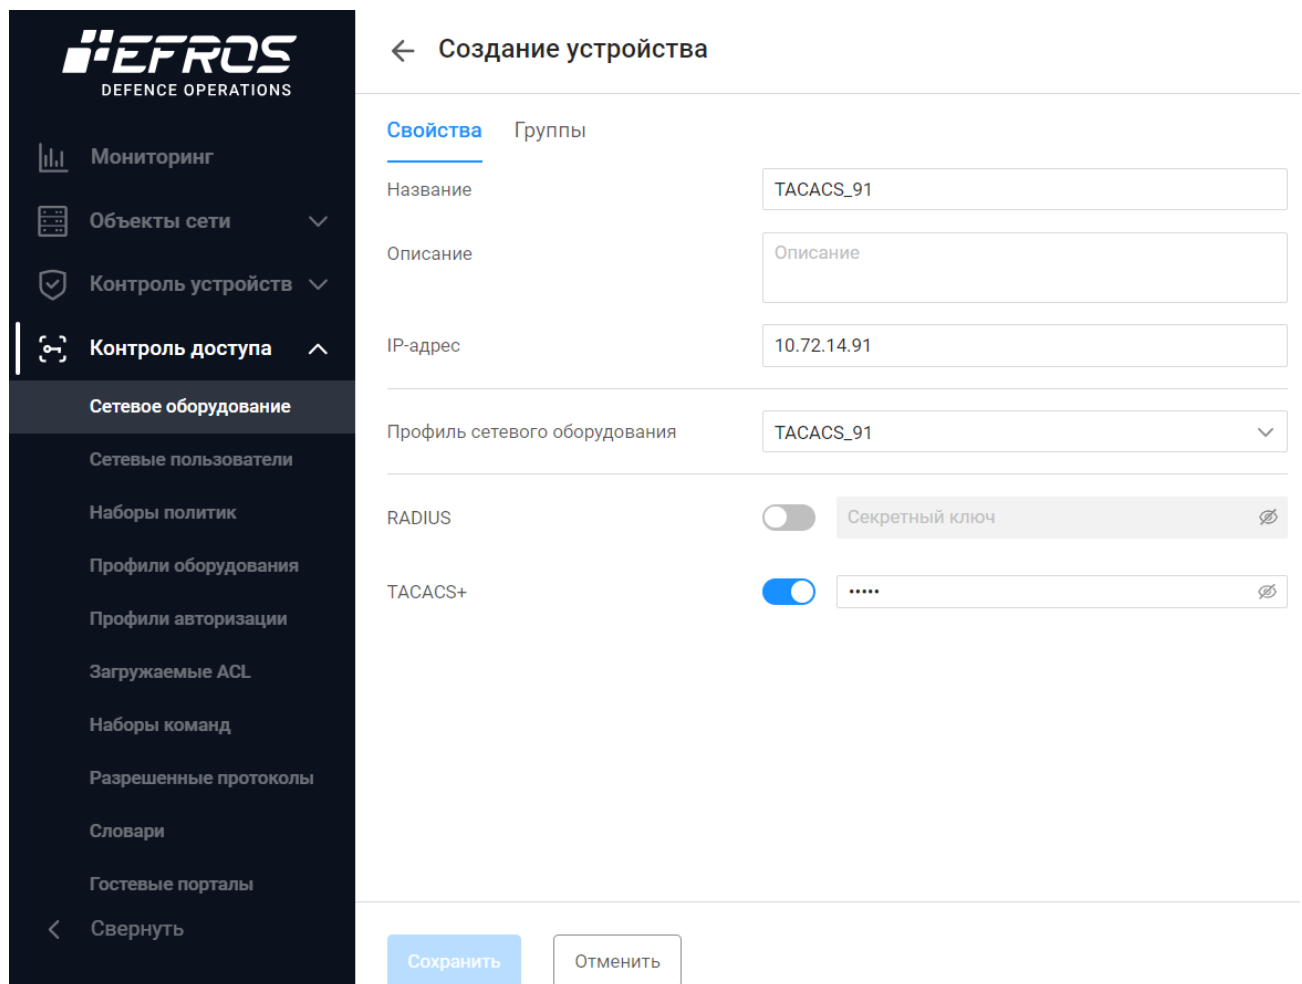 EFROS
DEFENCE OPERATIONS
Мониторинг
Объекты сети
Контроль устройств
Контроль доступа
Сетевое оборудование
Сетевые пользователи
Наборы политик
Профили оборудования
Профили авторизации
Загружаемые ACL
Наборы команд
Разрешенные протоколы
Словари
Гостевые порталы
Свернуть
Создание устройства
Свойства Группы
Название TACACS_91
Описание Описание
IP-адрес 10.72.14.91
Профиль сетевого оборудования TACACS_91
RADIUS Секретный ключ
TACACS+ •••••
Сохранить Отменить